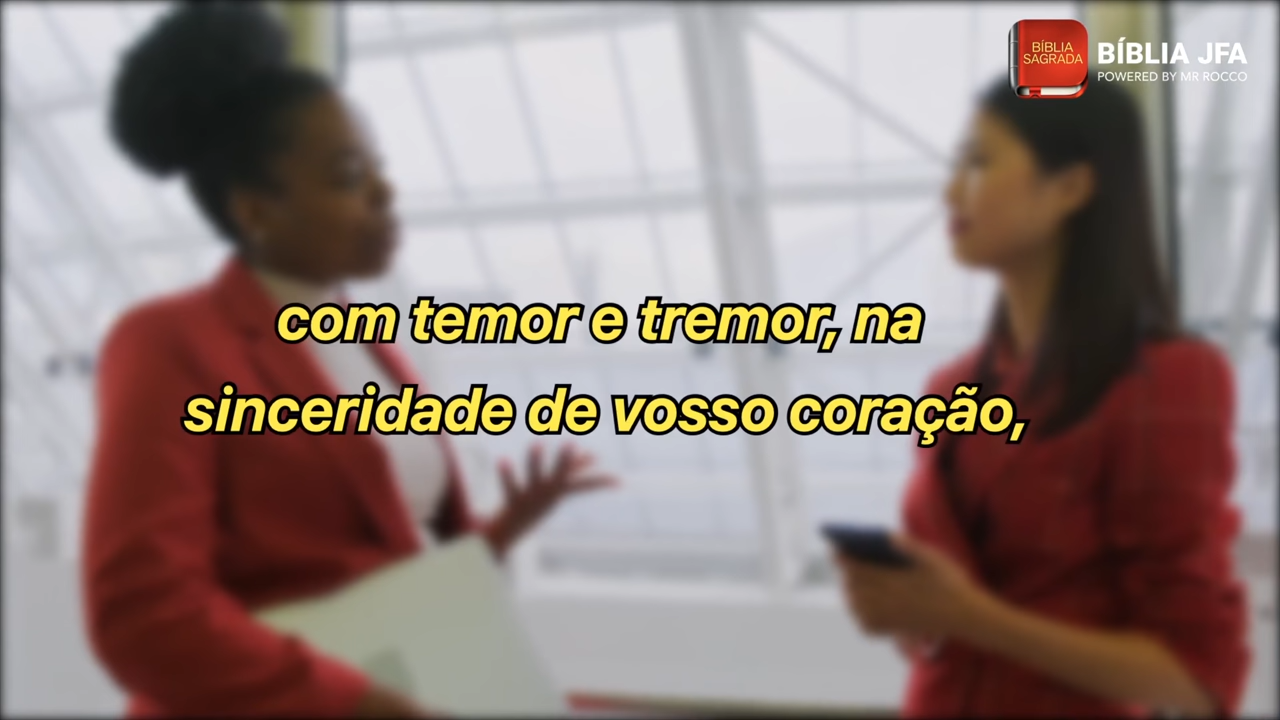 BÍBLIA
SAGRADA
BÍBLIA JFA
POWERED BY MR ROCCO
com temor e tremor, na
sinceridade de vosso coração,